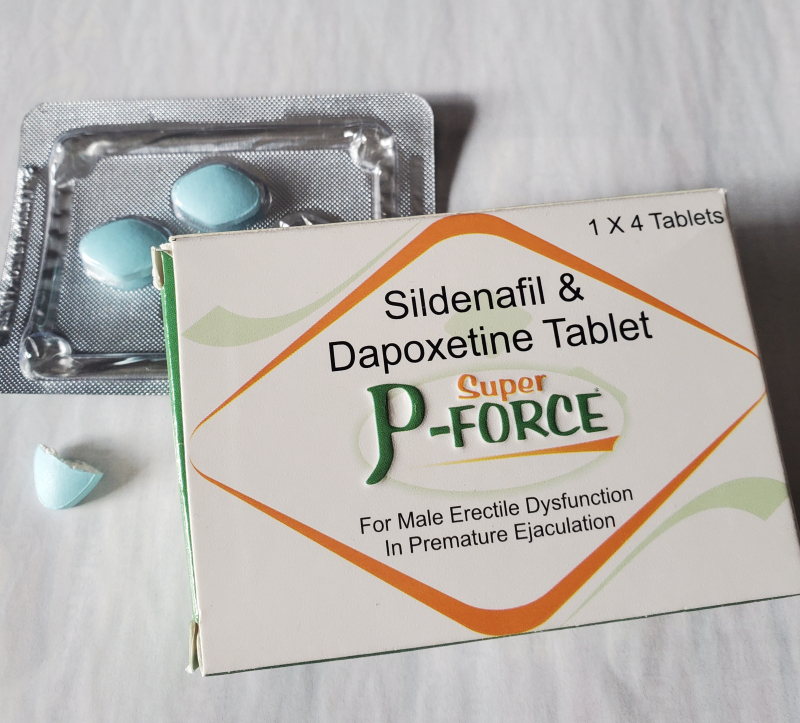 1 X 4 Tablets
Sildenafil &
Dapoxetine Tablet
Super
P-FORCE
For Male Erectile Dysfunction
In Premature Ejaculation